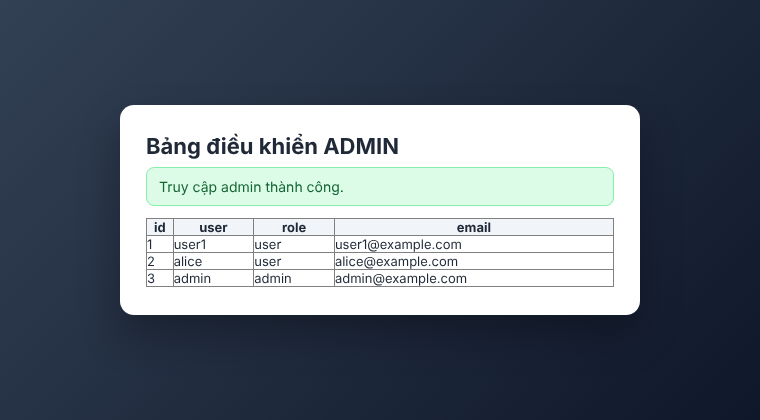 Bảng điều khiển ADMIN
Truy cập admin thành công.
id user role email
1 user1 user user1@example.com
2 alice user alice@example.com
3 admin admin admin@example.com